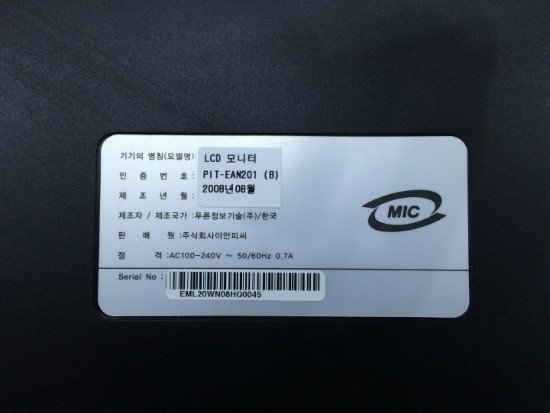 기기의 명칭(모델명): LCD 모니터
인 증 번 호 : PIT-EAN201 (B)
제 조 년 월 : 2008년08월
제조자 / 제조국가 :푸른정보기술(주)/한국
판 매 원 :주식회사이안피씨
정 격 :AC100-240V ~ 50/60Hz 0,7A
MIC
Serial No :
EML20WN08HQ0045